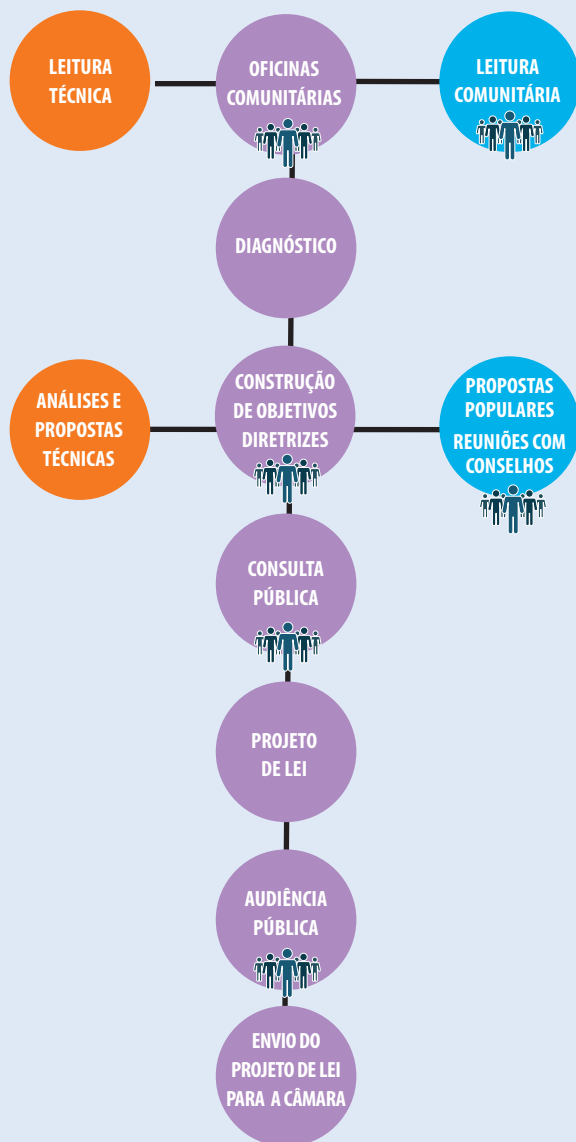 LEITURA
TÉCNICA
OFICINAS
COMUNITÁRIAS
LEITURA
COMUNITÁRIA
DIAGNÓSTICO
ANÁLISES E
PROPOSTAS
TÉCNICAS
CONSTRUÇÃO
DE OBJETIVOS
DIRETRIZES
PROPOSTAS
POPULARES
REUNIÕES COM
CONSELHOS
CONSULTA
PÚBLICA
PROJETO
DE LEI
AUDIÊNCIA
PÚBLICA
ENVIO DO
PROJETO DE LEI
PARA A CÂMARA